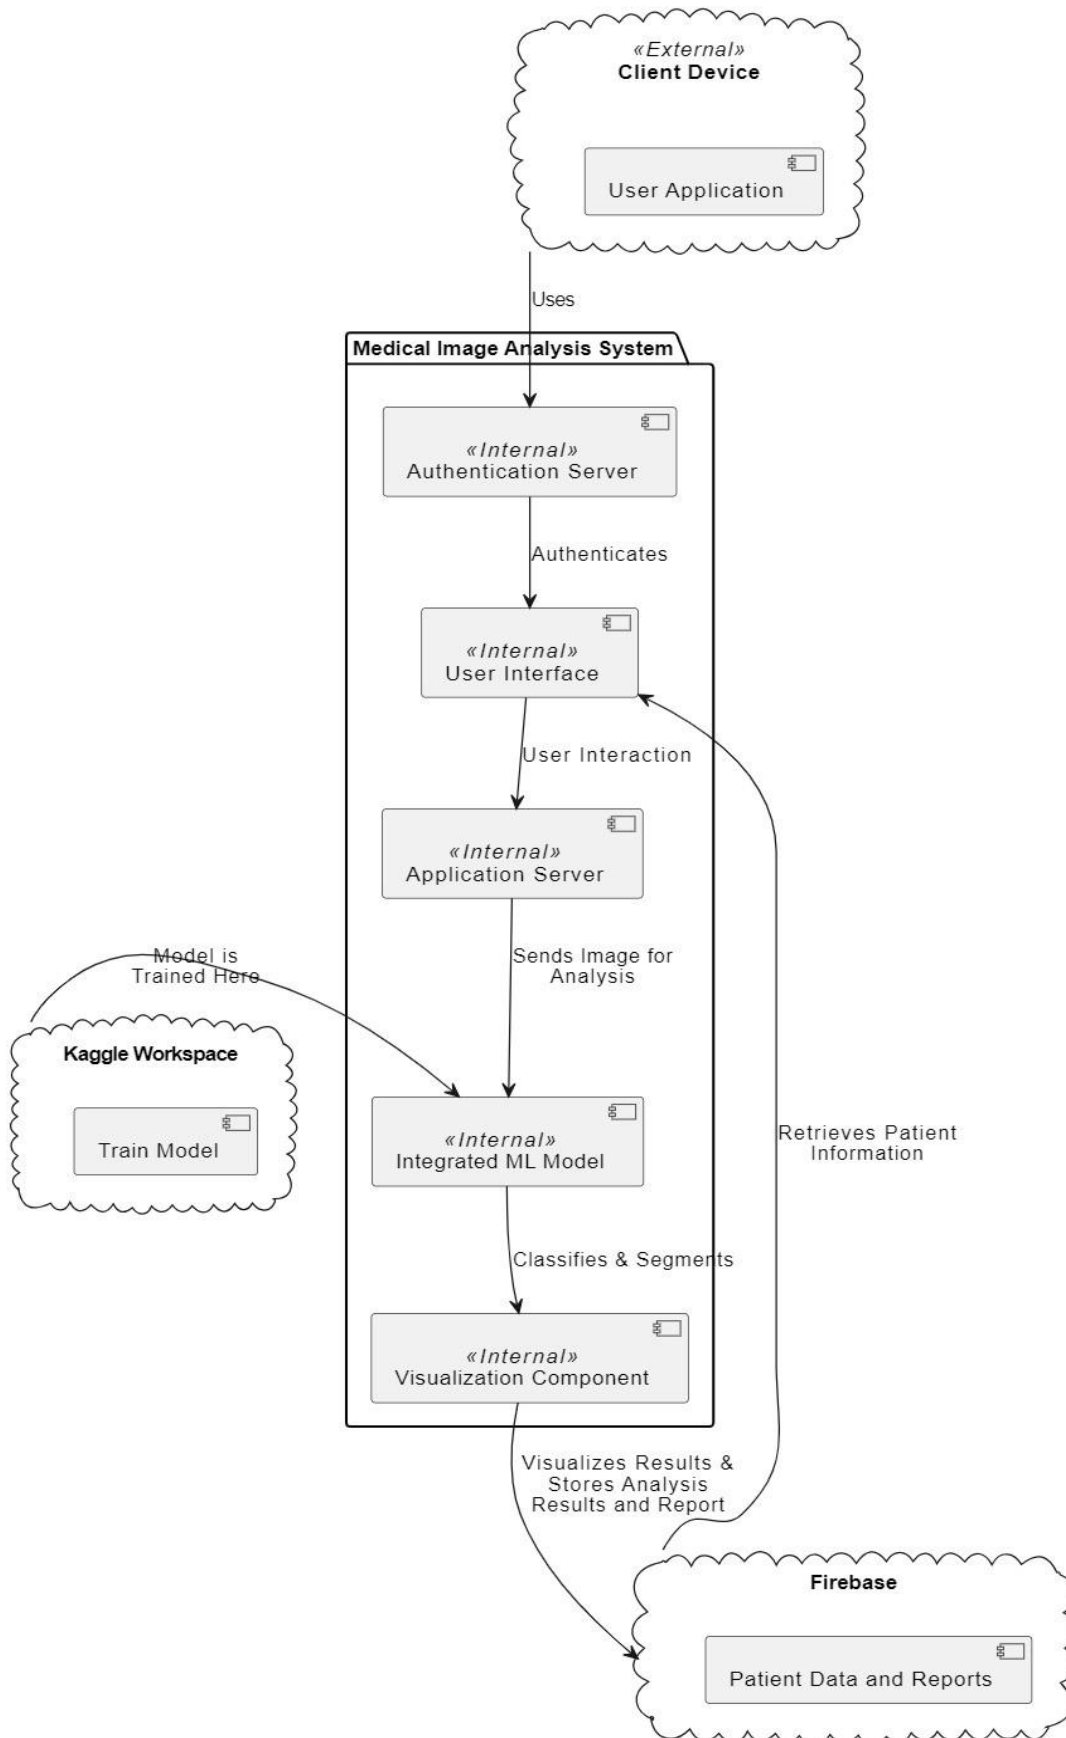 «External»
Client Device
User Application
Uses
Medical Image Analysis System
«Internal»
Authentication Server
Authenticates
«Internal»
User Interface
User Interaction
«Internal»
Application Server
Model is
Trained Here
Sends Image for
Analysis
Kaggle Workspace
Train Model
«Internal»
Integrated ML Model
Retrieves Patient
Information
Classifies & Segments
«Internal»
Visualization Component
Visualizes Results &
Stores Analysis
Results and Report
Firebase
Patient Data and Reports